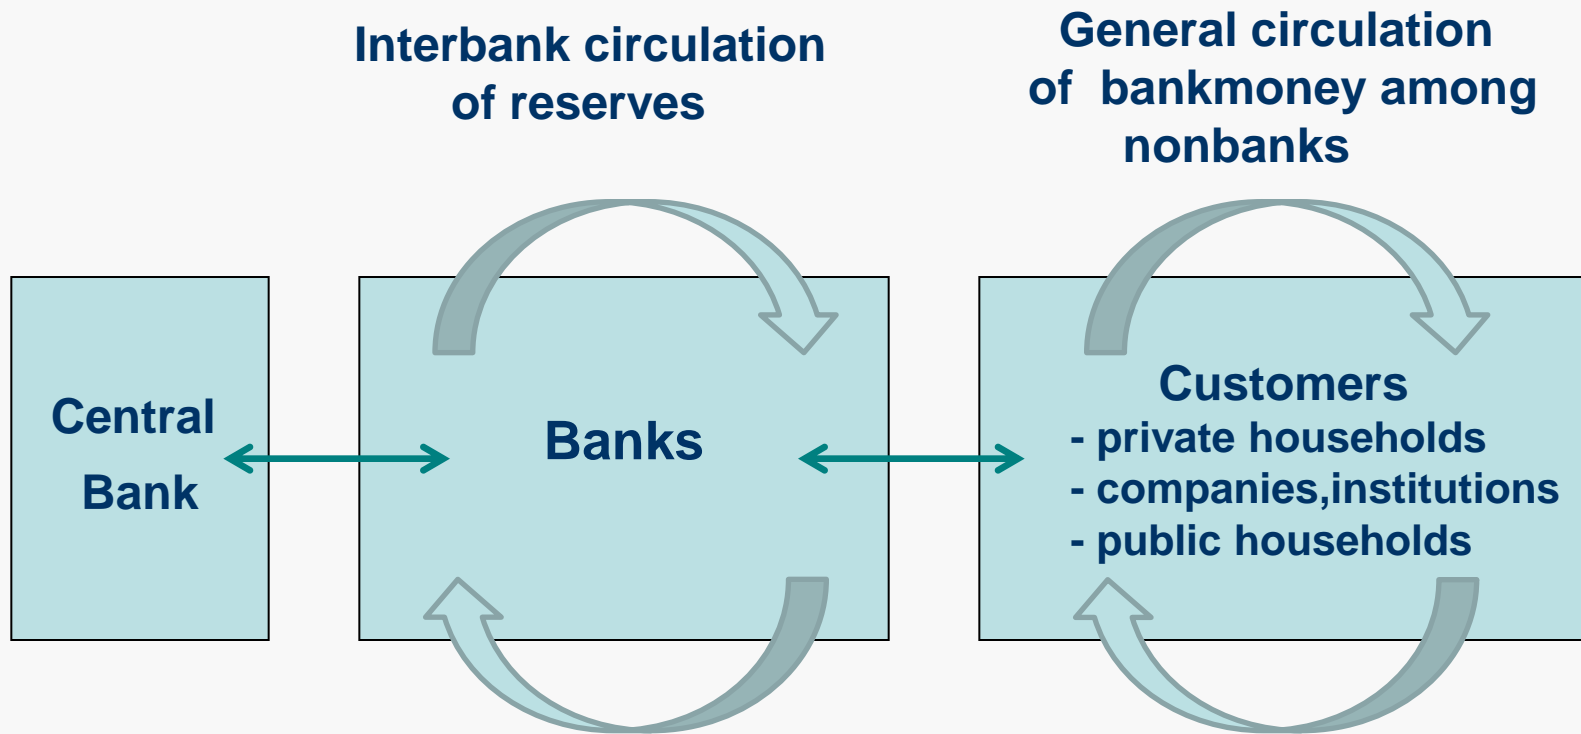 Interbank circulation
of reserves
General circulation
of bankmoney among
nonbanks
Central
Bank
Banks
Customers
- private households
- companies,institutions
- public households